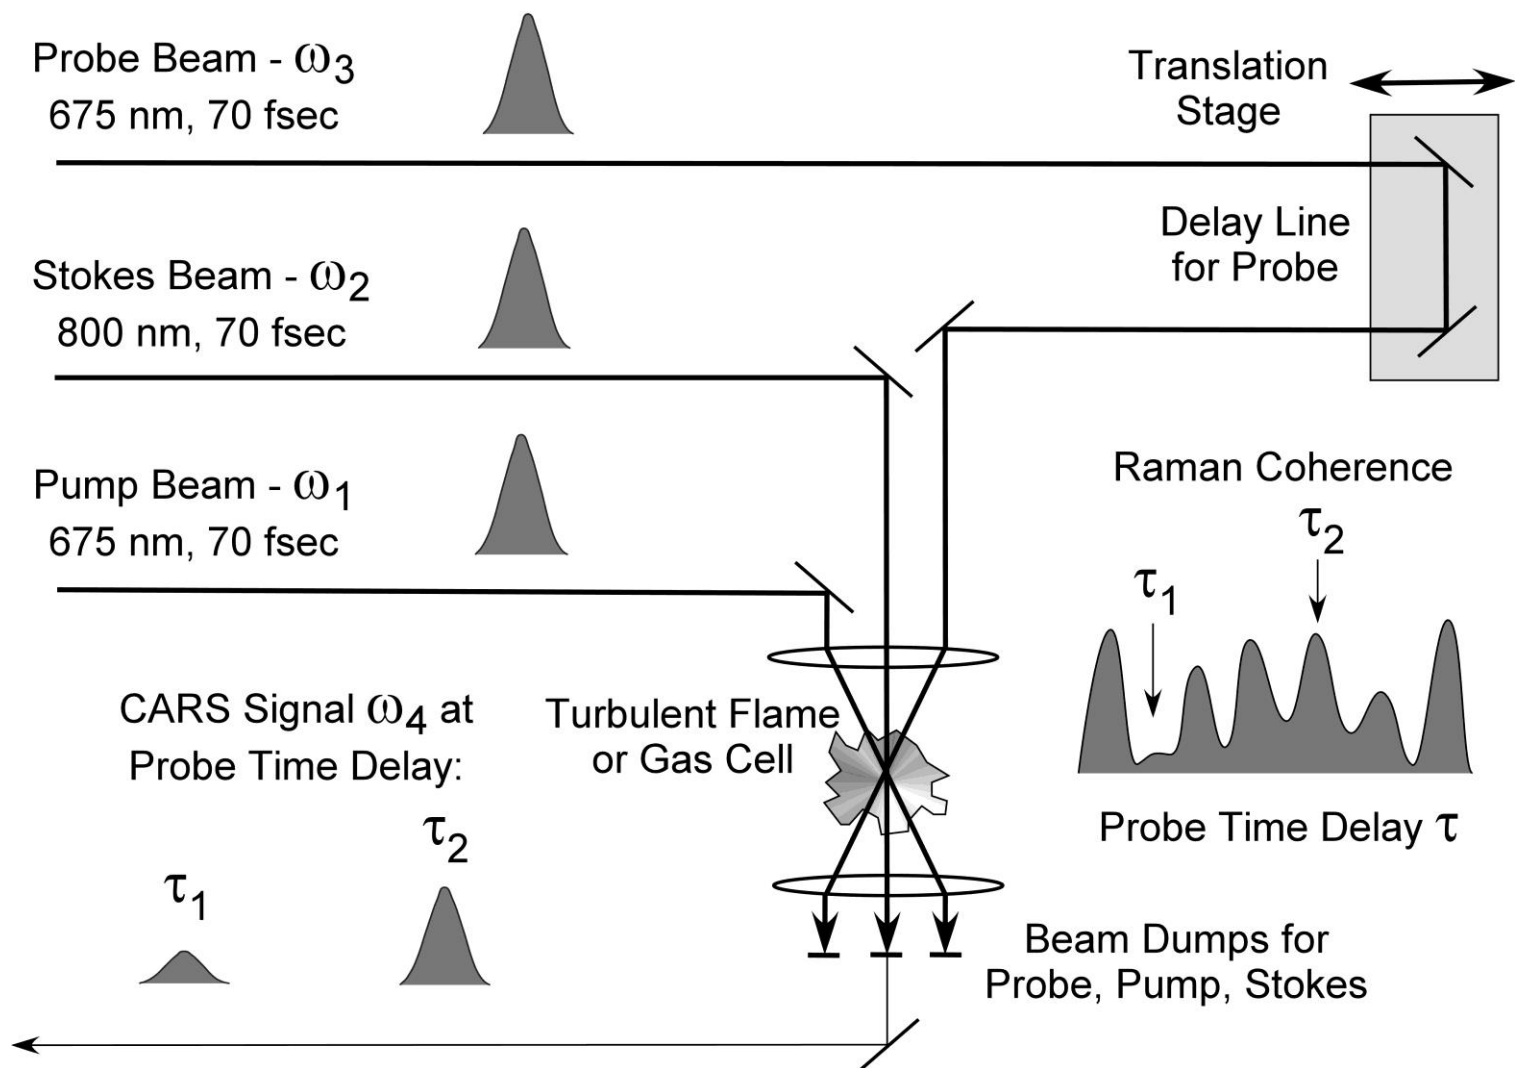 Probe Beam - ω3
675 nm, 70 fsec
Translation
Stage
Delay Line
for Probe
Stokes Beam - ω2
800 nm, 70 fsec
Pump Beam - ω1
675 nm, 70 fsec
Raman Coherence
τ2
τ1
Probe Time Delay τ
Turbulent Flame
or Gas Cell
CARS Signal ω4 at
Probe Time Delay:
τ1
τ2
Beam Dumps for
Probe, Pump, Stokes